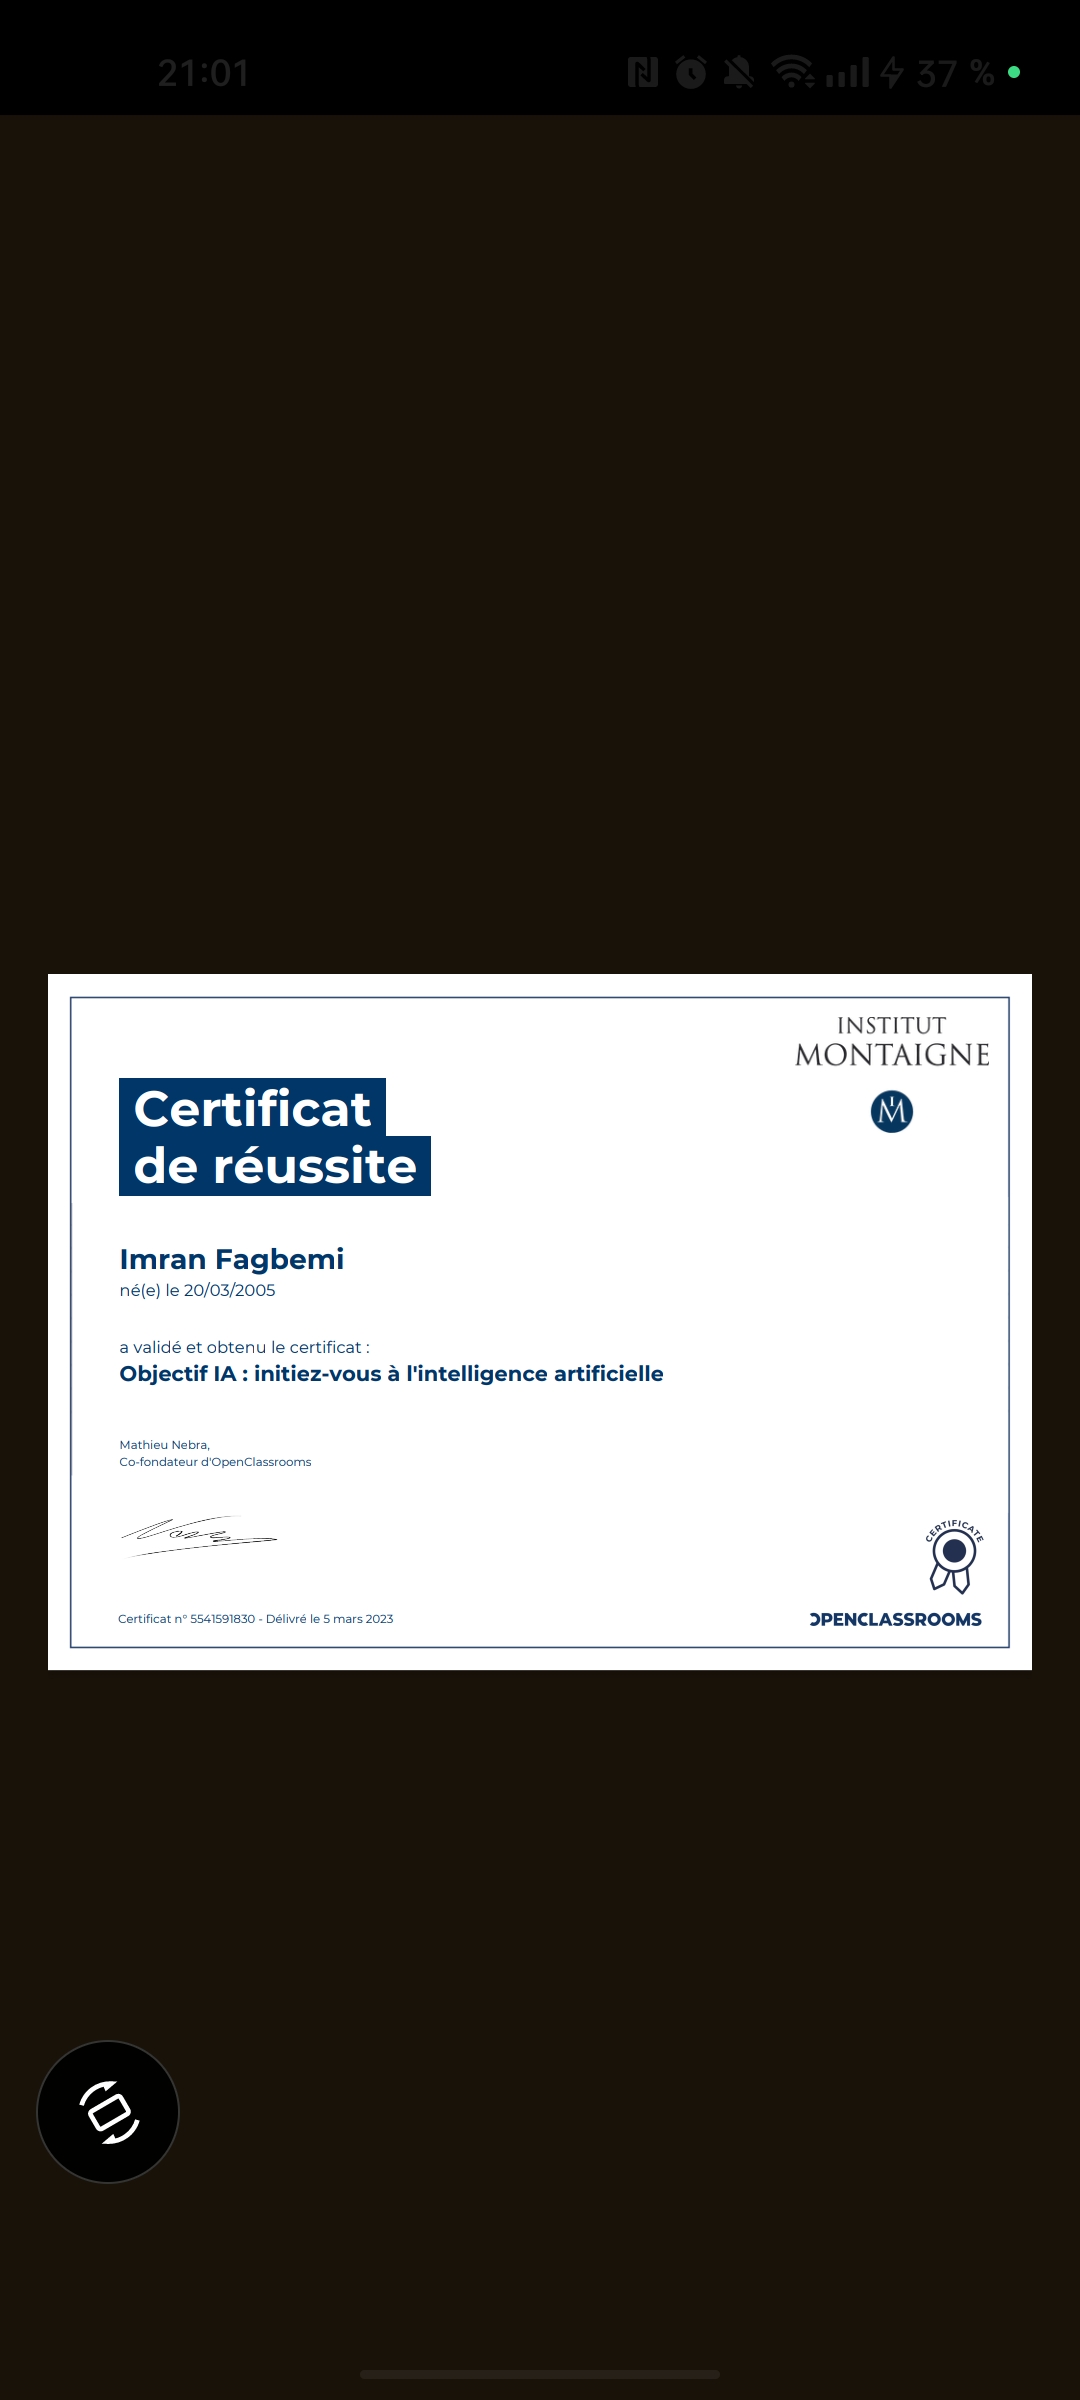 21:01
37 %
INSTITUT
MONTAIGNE
IM
Certificat
de réussite
Imran Fagbemi
né(e) le 20/03/2005
a validé et obtenu le certificat :
Objectif IA : initiez-vous à l'intelligence artificielle
Mathieu Nebra,
Co-fondateur d'OpenClassrooms
CERTIFICATE
Certificat n° 5541591830 - Délivré le 5 mars 2023
OPENCLASSROOMS